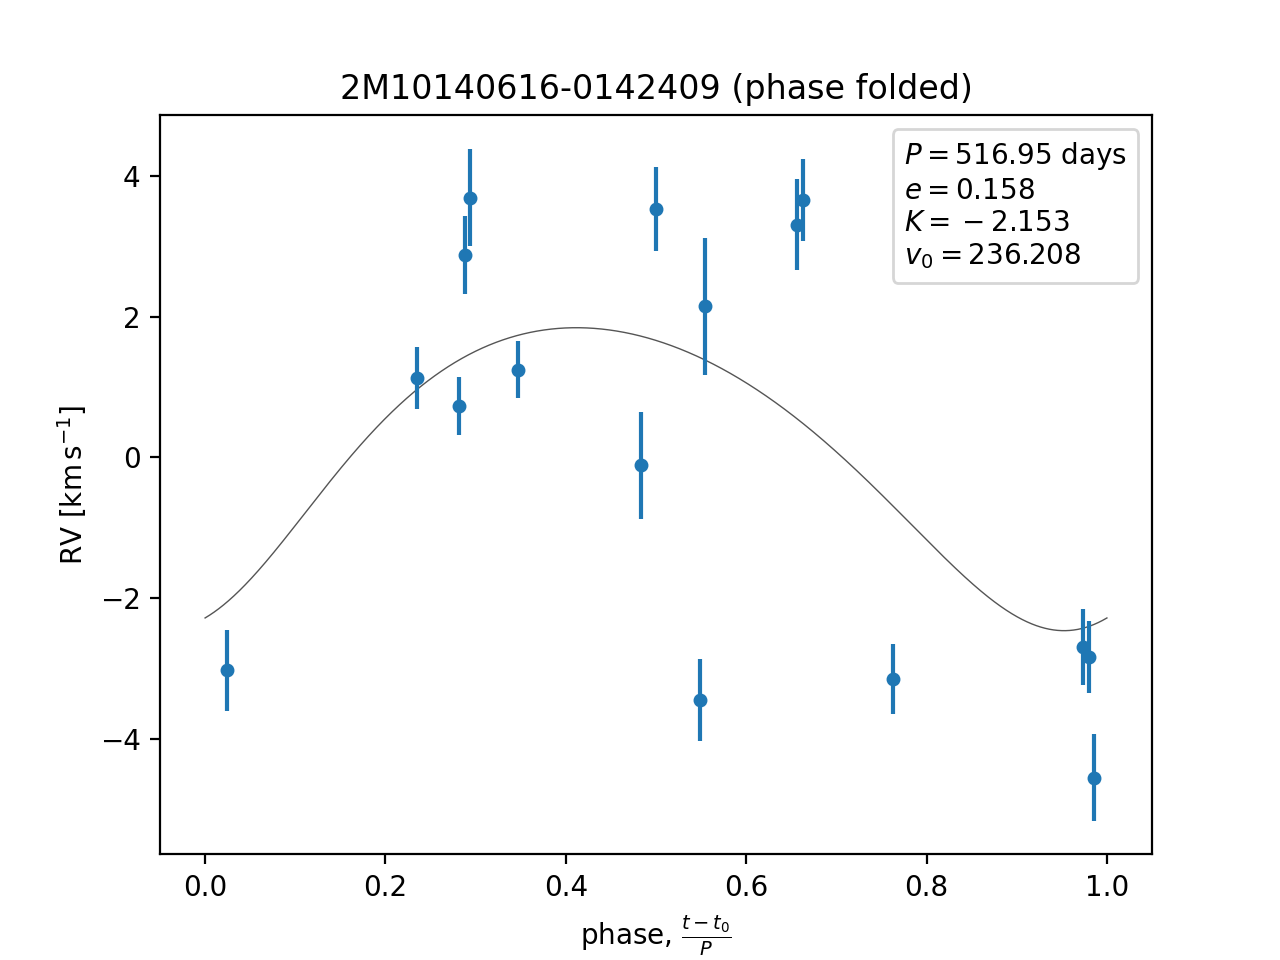 2M10140616-0142409 (phase folded)
P = 516.95 days
e = 0.158
K = −2.153
v₀ = 236.208
RV [km s⁻¹]
4
2
0
−2
−4
0.0 0.2 0.4 0.6 0.8 1.0
phase, (t − t₀)/P